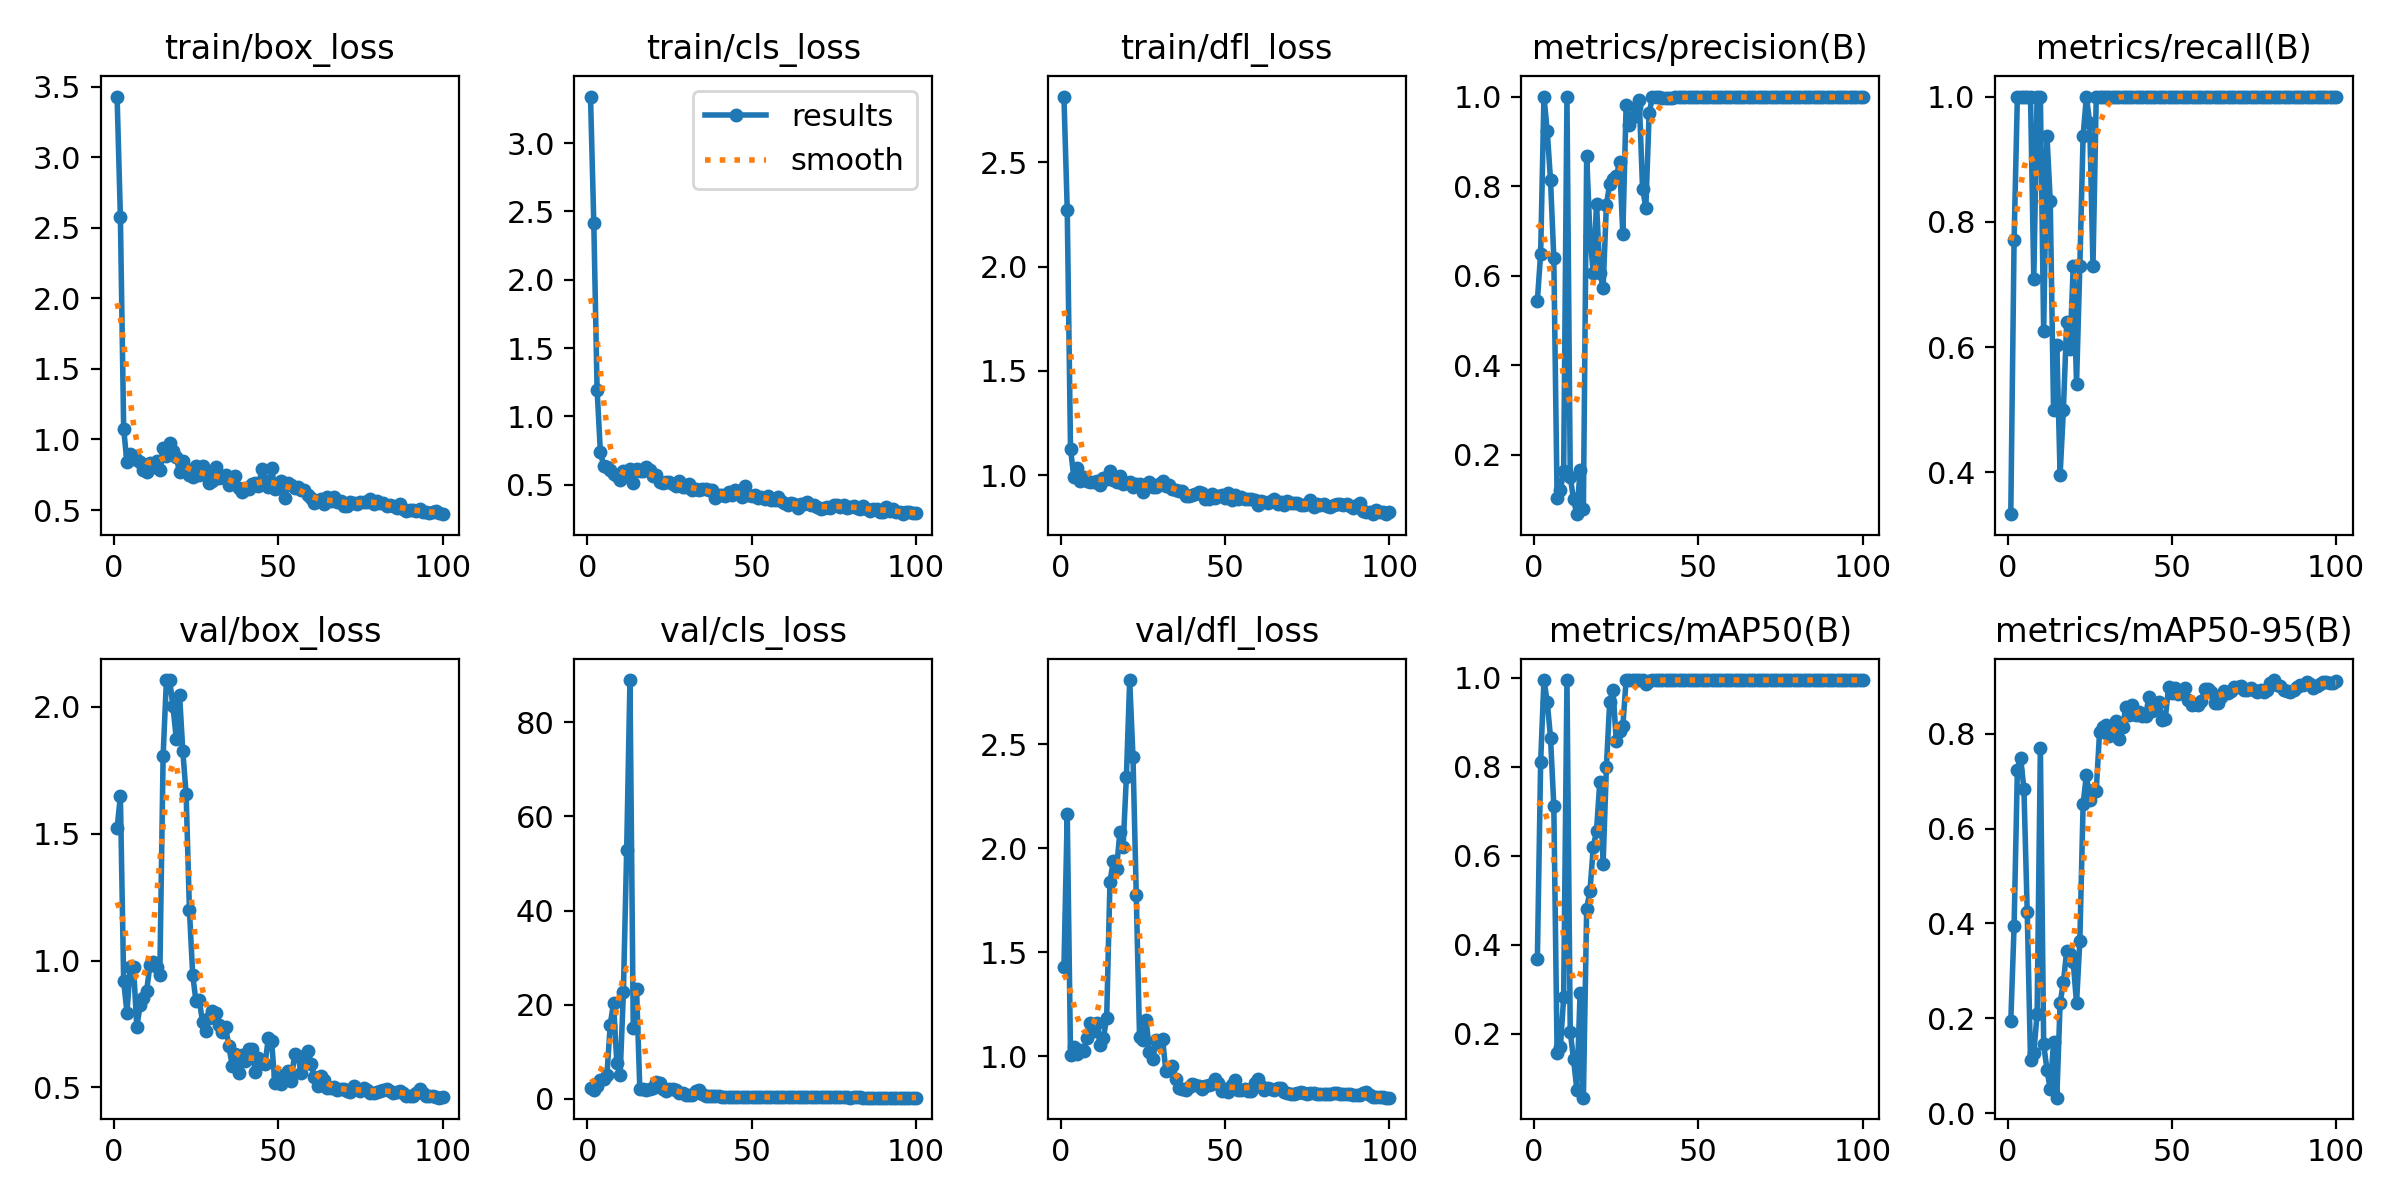 train/box_loss
train/cls_loss
train/dfl_loss
metrics/precision(B)
metrics/recall(B)
3.5
3.0
2.5
2.0
1.5
1.0
0.5
0 50 100
results
smooth
3.0
2.5
2.0
1.5
1.0
0.5
0 50 100
2.5
2.0
1.5
1.0
0 50 100
1.0
0.8
0.6
0.4
0.2
0 50 100
1.0
0.8
0.6
0.4
0 50 100
val/box_loss
val/cls_loss
val/dfl_loss
metrics/mAP50(B)
metrics/mAP50-95(B)
2.0
1.5
1.0
0.5
0 50 100
80
60
40
20
0
0 50 100
2.5
2.0
1.5
1.0
0 50 100
1.0
0.8
0.6
0.4
0.2
0 50 100
0.8
0.6
0.4
0.2
0.0
0 50 100